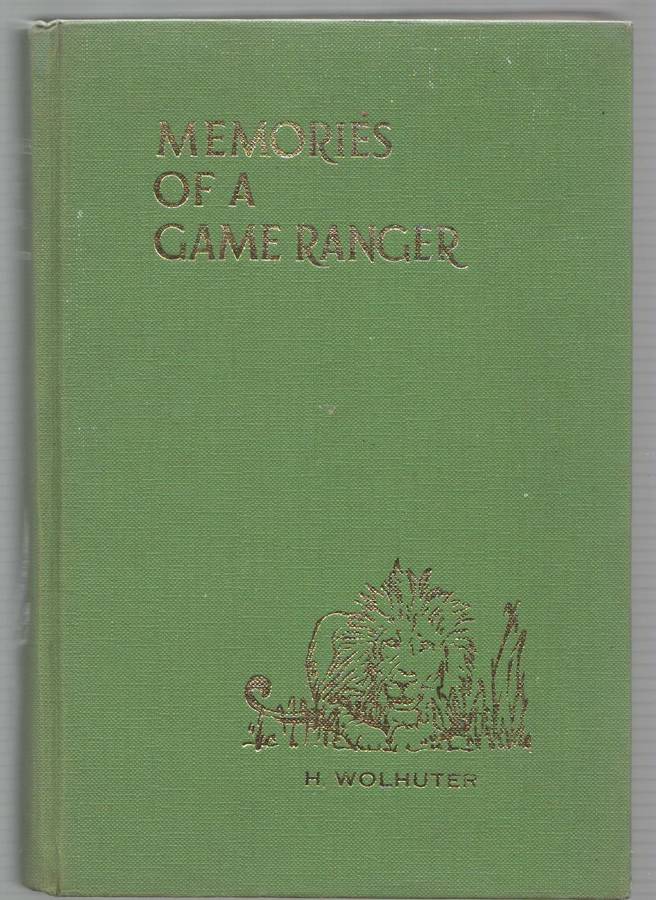 MEMORIES
OF A
GAME RANGER
H. WOLHUTER